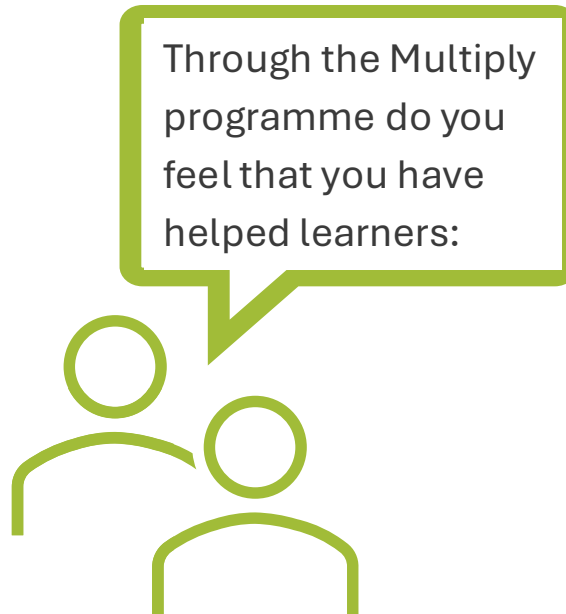 Through the Multiply
programme do you
feel that you have
helped learners: